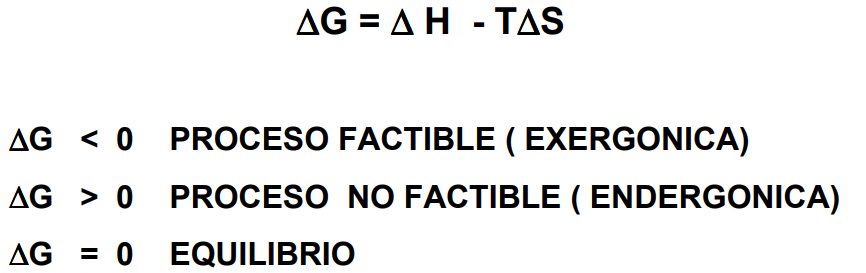 ΔG = Δ H - TΔS
ΔG < 0 PROCESO FACTIBLE ( EXERGONICA)
ΔG > 0 PROCESO NO FACTIBLE ( ENDERGONICA)
ΔG = 0 EQUILIBRIO